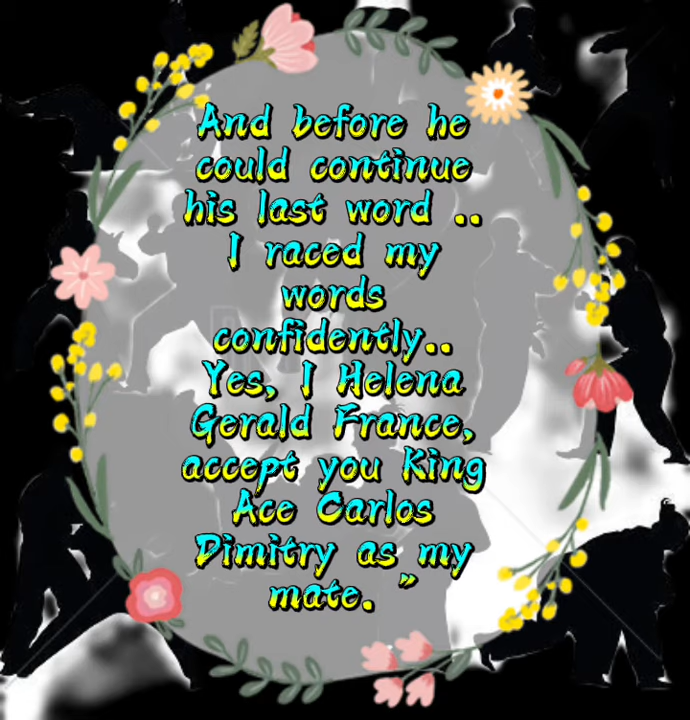 And before he
could continue
his last word ..
I raced my
words
confidently..
Yes, I Helena
Gerald France,
accept you King
Ace Carlos
Dimitry as my
mate. ”